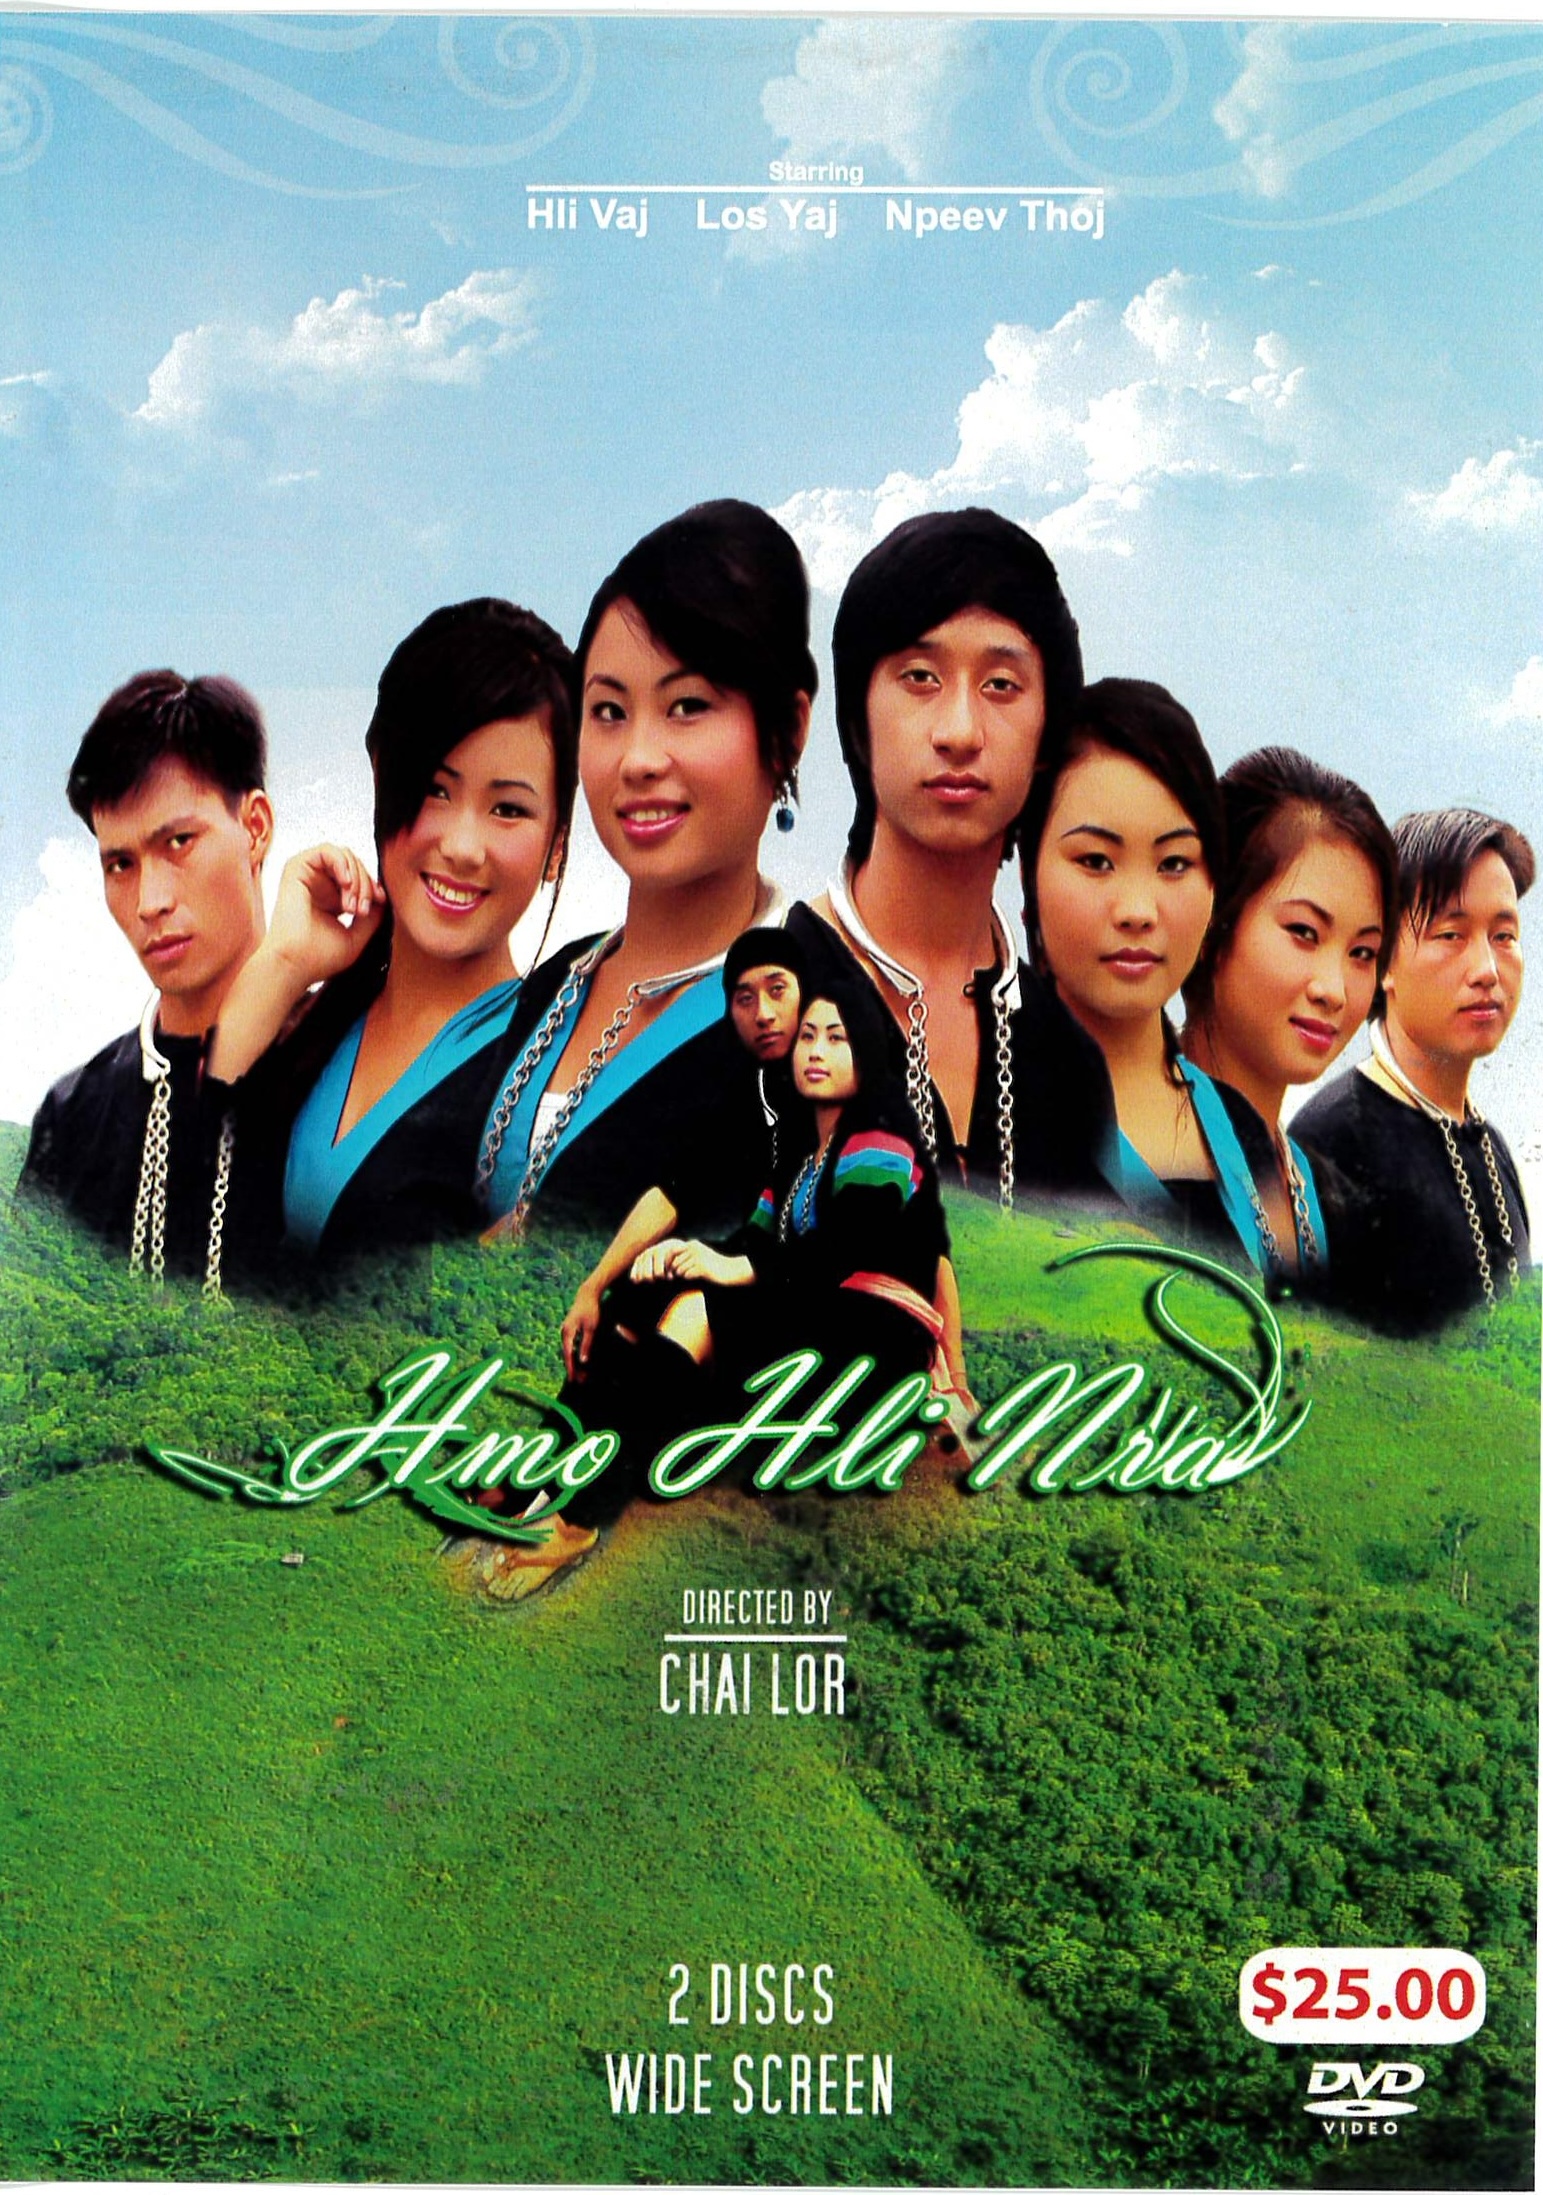 Starring
Hli Vaj Los Yaj Npeev Thoj
Hmo Hli Nra
DIRECTED BY
CHAI LOR
2 DISCS
WIDE SCREEN
$25.00
DVD
VIDEO